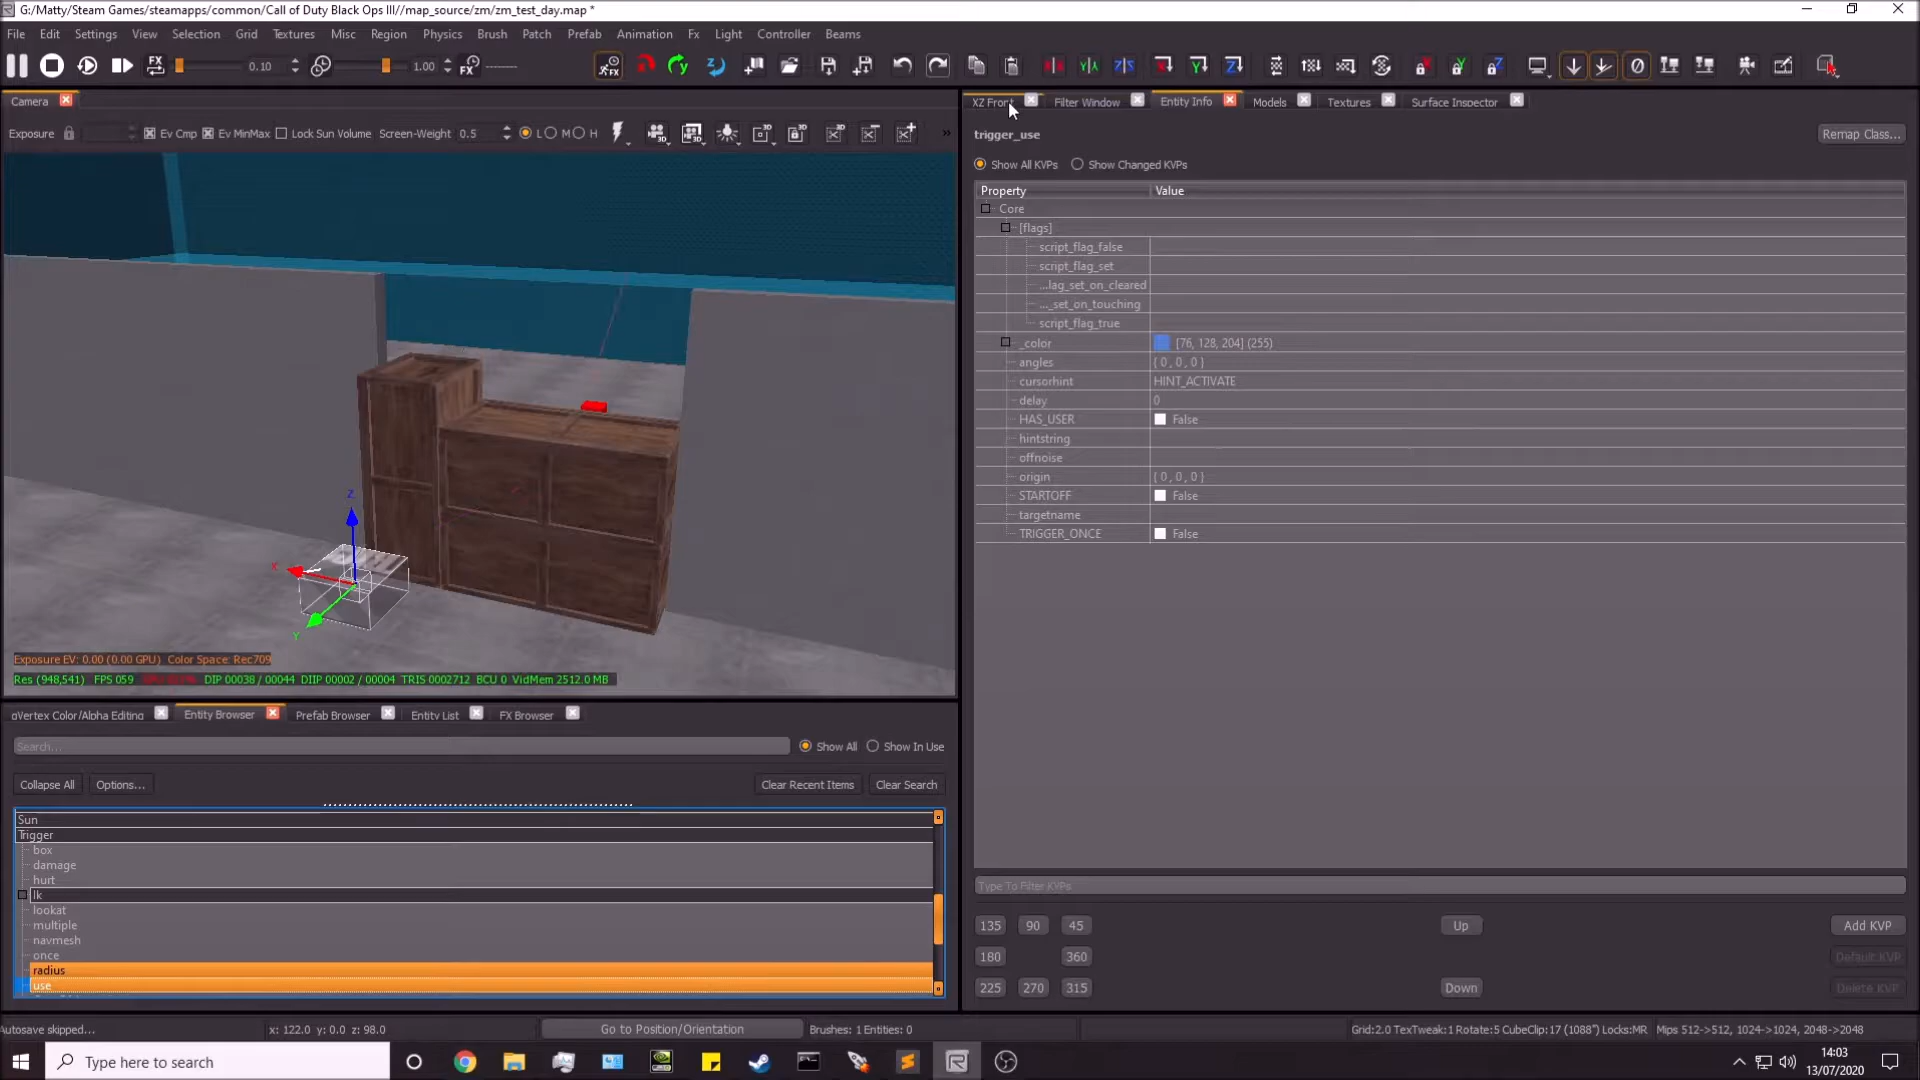 G:/Matty/Steam Games/steamapps/common/Call of Duty Black Ops III//map_source/zm/zm_test_day.map *
File Edit Settings View Selection Grid Textures Misc Region Physics Brush Patch Prefab Animation Fx Light Controller Beams
FX 0.10 1.00 FX
Camera
Exposure Ev Cmp Ev MinMax Lock Sun Volume Screen-Weight 0.5 L M H »
XZ Front Filter Window Entity Info Models Textures Surface Inspector
trigger_use Remap Class...
Show All KVPs Show Changed KVPs
Property Value
Core
[flags]
script_flag_false
script_flag_set
...lag_set_on_cleared
..._set_on_touching
script_flag_true
_color [76, 128, 204] (255)
angles ( 0 , 0 , 0 )
cursorhint HINT_ACTIVATE
delay 0
HAS_USER False
hintstring
offnoise
origin ( 0 , 0 , 0 )
STARTOFF False
targetname
TRIGGER_ONCE False
Z
X
Y
Exposure EV: 0.00 (0.00 GPU) Color Space: Rec709
Res (948,541) FPS 059 DIP 00038 / 00044 DIIP 00002 / 00004 TRIS 0002712 BCU 0 VidMem 2512.0 MB
Vertex Color/Alpha Editing Entity Browser Prefab Browser Entity List FX Browser
Search... Show All Show In Use
Collapse All Options... Clear Recent Items Clear Search
Sun
Trigger
box
damage
hurt
lk
lookat
multiple
navmesh
once
radius
use
Type To Filter KVPs
135 90 45 Up Add KVP
180 360 Default KVP
225 270 315 Down Delete KVP
Autosave skipped... x: 122.0 y: 0.0 z: 98.0 Go to Position/Orientation Brushes: 1 Entities: 0 Grid:2.0 TexTweak:1 Rotate:5 CubeClip:17 (1088") Locks:MR Mips 512->512, 1024->1024, 2048->2048
Type here to search
14:03
13/07/2020